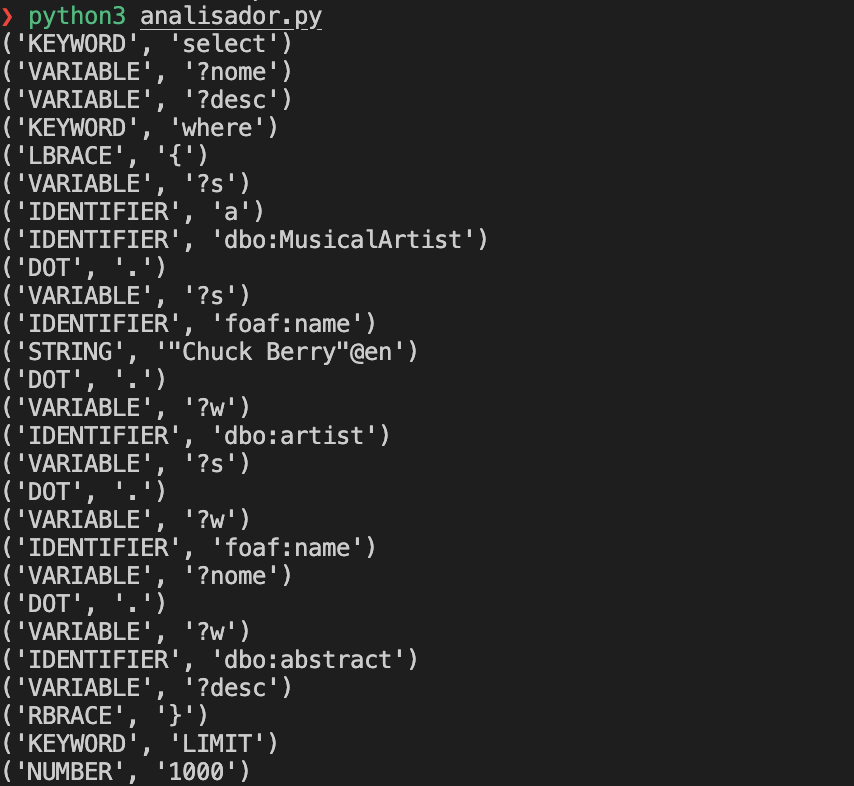 ❯ python3 analisador.py
('KEYWORD', 'select')
('VARIABLE', '?nome')
('VARIABLE', '?desc')
('KEYWORD', 'where')
('LBRACE', '{')
('VARIABLE', '?s')
('IDENTIFIER', 'a')
('IDENTIFIER', 'dbo:MusicalArtist')
('DOT', '.')
('VARIABLE', '?s')
('IDENTIFIER', 'foaf:name')
('STRING', '"Chuck Berry"@en')
('DOT', '.')
('VARIABLE', '?w')
('IDENTIFIER', 'dbo:artist')
('VARIABLE', '?s')
('DOT', '.')
('VARIABLE', '?w')
('IDENTIFIER', 'foaf:name')
('VARIABLE', '?nome')
('DOT', '.')
('VARIABLE', '?w')
('IDENTIFIER', 'dbo:abstract')
('VARIABLE', '?desc')
('RBRACE', '}')
('KEYWORD', 'LIMIT')
('NUMBER', '1000')